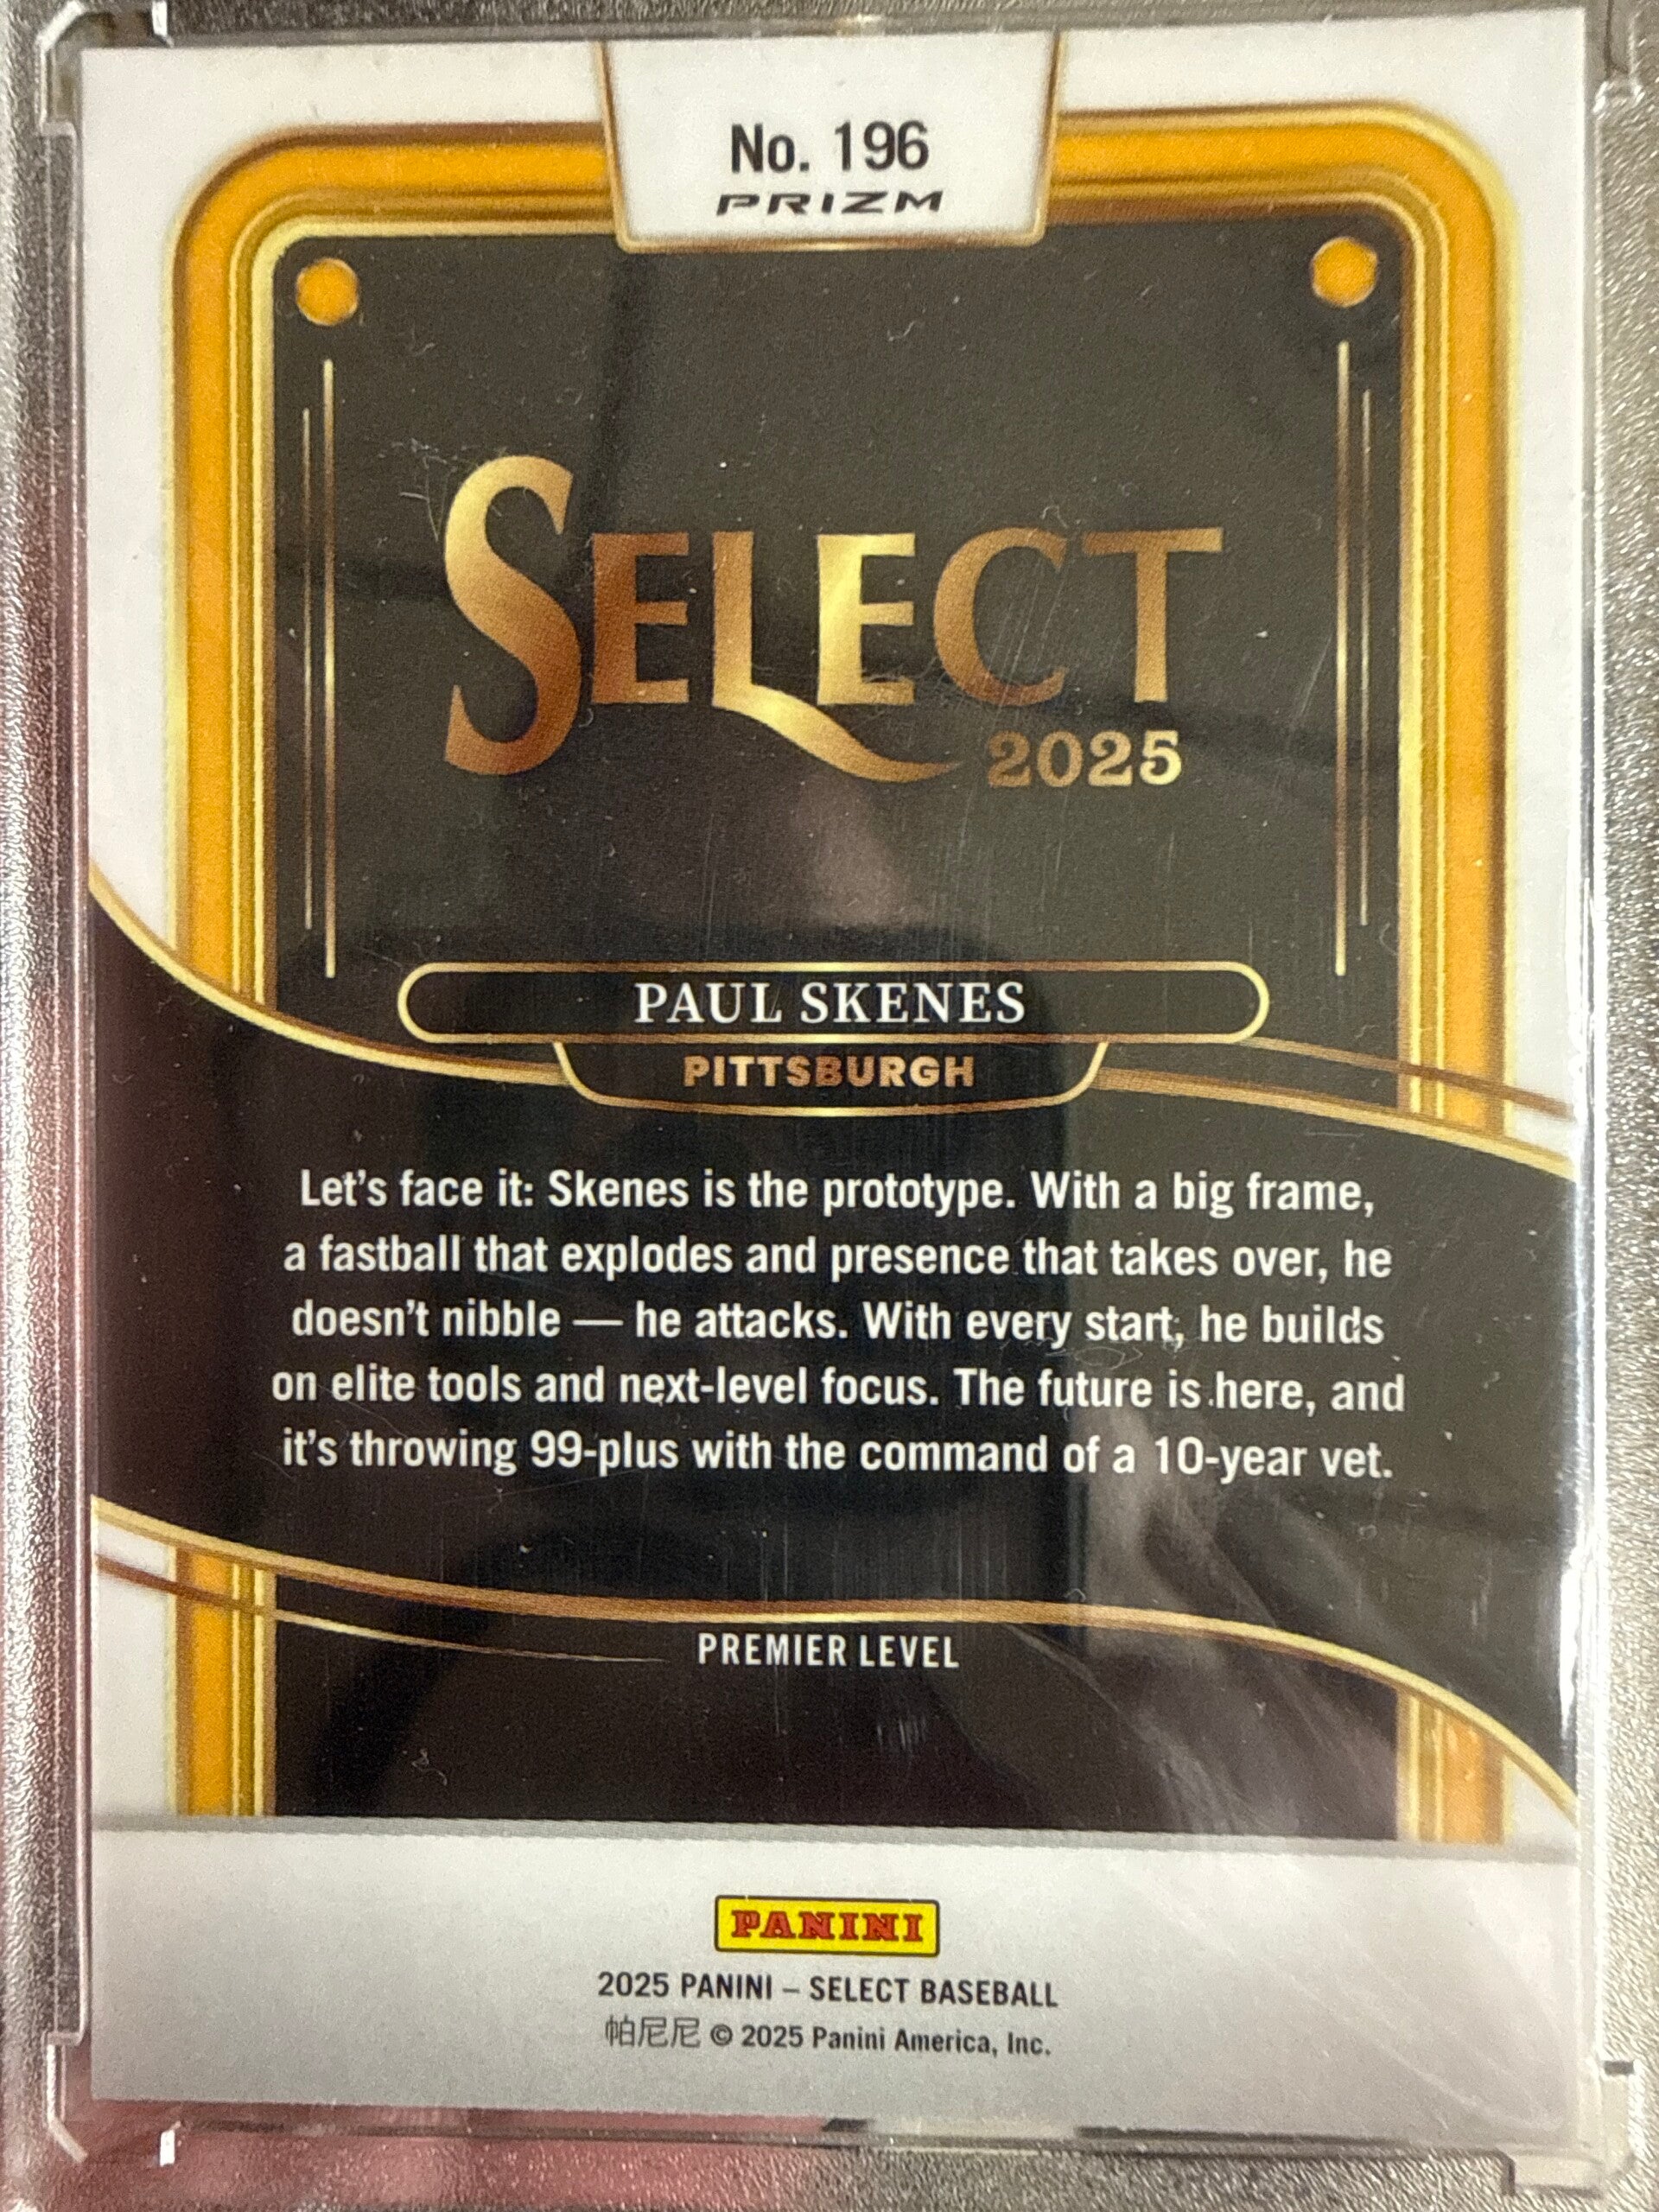 No. 196
PRIZM
SELECT
2025
PAUL SKENES
PITTSBURGH
Let's face it: Skenes is the prototype. With a big frame,
a fastball that explodes and presence that takes over, he
doesn't nibble — he attacks. With every start, he builds
on elite tools and next-level focus. The future is here, and
it's throwing 99-plus with the command of a 10-year vet.
PREMIER LEVEL
PANINI
2025 PANINI – SELECT BASEBALL
帕尼尼 © 2025 Panini America, Inc.